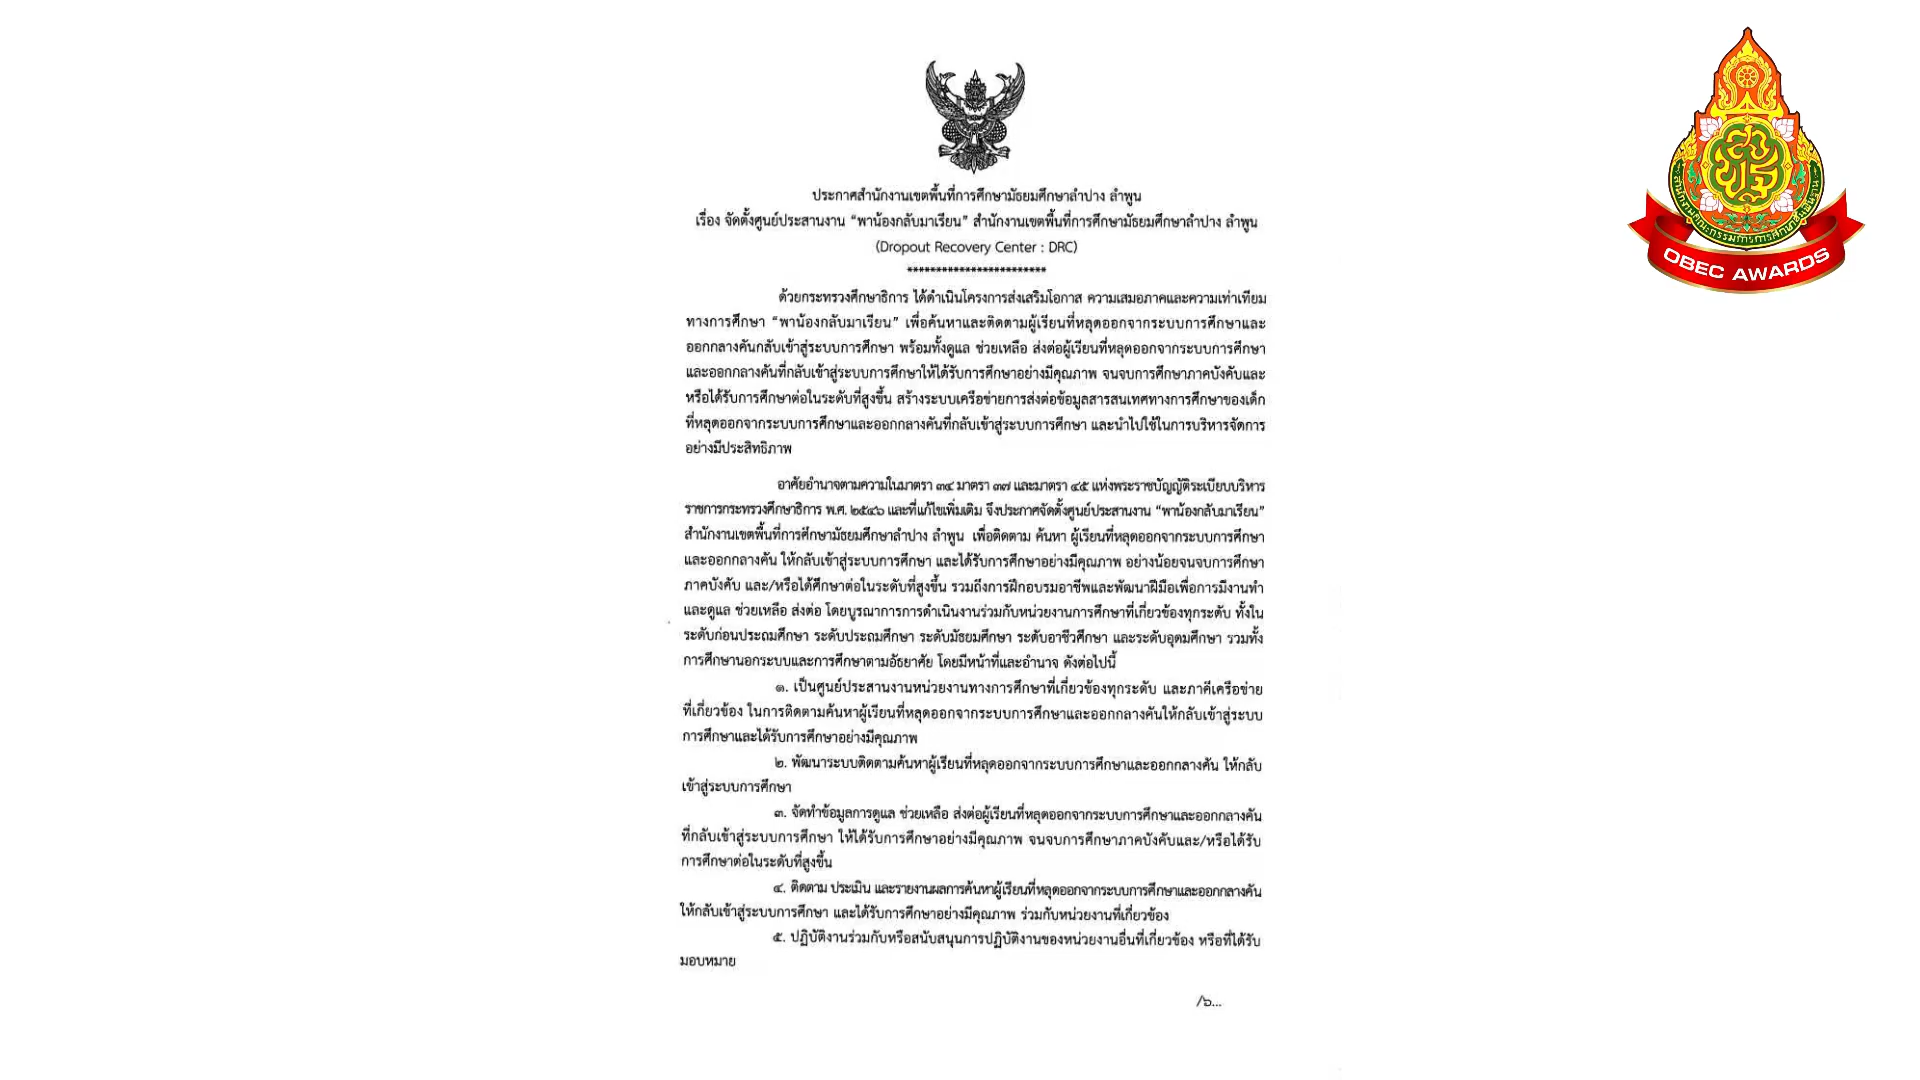 ประกาศสำนักงานเขตพื้นที่การศึกษามัธยมศึกษาลำปาง ลำพูน
เรื่อง จัดตั้งศูนย์ประสานงาน “พาน้องกลับมาเรียน” สำนักงานเขตพื้นที่การศึกษามัธยมศึกษาลำปาง ลำพูน
(Dropout Recovery Center : DRC)
************************
ด้วยกระทรวงศึกษาธิการ ได้ดำเนินโครงการส่งเสริมโอกาส ความเสมอภาคและความเท่าเทียม
ทางการศึกษา “พาน้องกลับมาเรียน” เพื่อค้นหาและติดตามผู้เรียนที่หลุดออกจากระบบการศึกษาและ
ออกกลางคันกลับเข้าสู่ระบบการศึกษา พร้อมทั้งดูแล ช่วยเหลือ ส่งต่อผู้เรียนที่หลุดออกจากระบบการศึกษา
และออกกลางคันที่กลับเข้าสู่ระบบการศึกษาให้ได้รับการศึกษาอย่างมีคุณภาพ จนจบการศึกษาภาคบังคับและ
หรือได้รับการศึกษาต่อในระดับที่สูงขึ้น สร้างระบบเครือข่ายการส่งต่อข้อมูลสารสนเทศทางการศึกษาของเด็ก
ที่หลุดออกจากระบบการศึกษาและออกกลางคันที่กลับเข้าสู่ระบบการศึกษา และนำไปใช้ในการบริหารจัดการ
อย่างมีประสิทธิภาพ
อาศัยอำนาจตามความในมาตรา ๓๔ มาตรา ๓๗ และมาตรา ๔๕ แห่งพระราชบัญญัติระเบียบบริหาร
ราชการกระทรวงศึกษาธิการ พ.ศ. ๒๕๔๖ และที่แก้ไขเพิ่มเติม จึงประกาศจัดตั้งศูนย์ประสานงาน “พาน้องกลับมาเรียน”
สำนักงานเขตพื้นที่การศึกษามัธยมศึกษาลำปาง ลำพูน เพื่อติดตาม ค้นหา ผู้เรียนที่หลุดออกจากระบบการศึกษา
และออกกลางคัน ให้กลับเข้าสู่ระบบการศึกษา และได้รับการศึกษาอย่างมีคุณภาพ อย่างน้อยจนจบการศึกษา
ภาคบังคับ และ/หรือได้ศึกษาต่อในระดับที่สูงขึ้น รวมถึงการฝึกอบรมอาชีพและพัฒนาฝีมือเพื่อการมีงานทำ
และดูแล ช่วยเหลือ ส่งต่อ โดยบูรณาการการดำเนินงานร่วมกับหน่วยงานการศึกษาที่เกี่ยวข้องทุกระดับ ทั้งใน
ระดับก่อนประถมศึกษา ระดับประถมศึกษา ระดับมัธยมศึกษา ระดับอาชีวศึกษา และระดับอุดมศึกษา รวมทั้ง
การศึกษานอกระบบและการศึกษาตามอัธยาศัย โดยมีหน้าที่และอำนาจ ดังต่อไปนี้
๑. เป็นศูนย์ประสานงานหน่วยงานทางการศึกษาที่เกี่ยวข้องทุกระดับ และภาคีเครือข่าย
ที่เกี่ยวข้อง ในการติดตามค้นหาผู้เรียนที่หลุดออกจากระบบการศึกษาและออกกลางคันให้กลับเข้าสู่ระบบ
การศึกษาและได้รับการศึกษาอย่างมีคุณภาพ
๒. พัฒนาระบบติดตามค้นหาผู้เรียนที่หลุดออกจากระบบการศึกษาและออกกลางคัน ให้กลับ
เข้าสู่ระบบการศึกษา
๓. จัดทำข้อมูลการดูแล ช่วยเหลือ ส่งต่อผู้เรียนที่หลุดออกจากระบบการศึกษาและออกกลางคัน
ที่กลับเข้าสู่ระบบการศึกษา ให้ได้รับการศึกษาอย่างมีคุณภาพ จนจบการศึกษาภาคบังคับและ/หรือได้รับ
การศึกษาต่อในระดับที่สูงขึ้น
๔. ติดตาม ประเมิน และรายงานผลการค้นหาผู้เรียนที่หลุดออกจากระบบการศึกษาและออกกลางคัน
ให้กลับเข้าสู่ระบบการศึกษา และได้รับการศึกษาอย่างมีคุณภาพ ร่วมกับหน่วยงานที่เกี่ยวข้อง
๕. ปฏิบัติงานร่วมกับหรือสนับสนุนการปฏิบัติงานของหน่วยงานอื่นที่เกี่ยวข้อง หรือที่ได้รับ
มอบหมาย
/๖...
สำนักงานคณะกรรมการการศึกษาขั้นพื้นฐาน
OBEC AWARDS